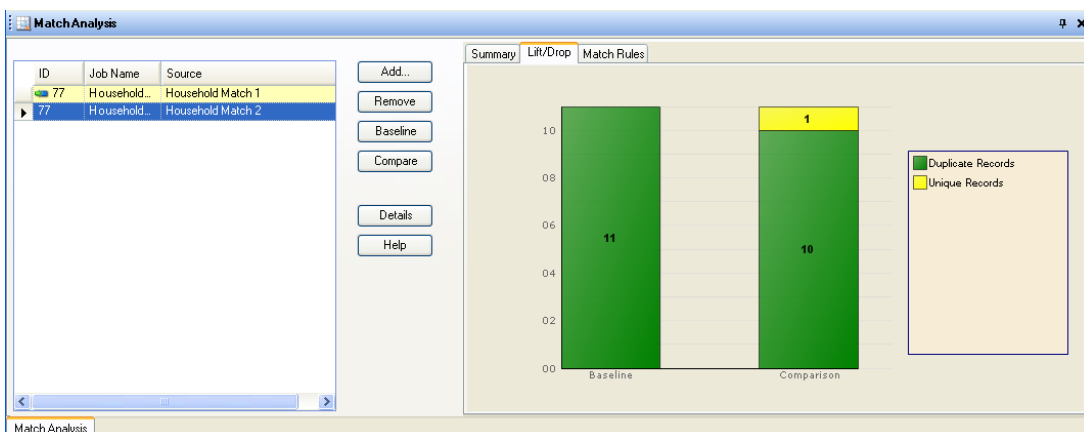 Match Analysis
Summary Lift/Drop Match Rules
ID Job Name Source
77 Household... Household Match 1
77 Household... Household Match 2
Add...
Remove
Baseline
Compare
Details
Help
10
08
06
04
02
00
11
1
10
Baseline Comparison
Duplicate Records
Unique Records
Match Analysis